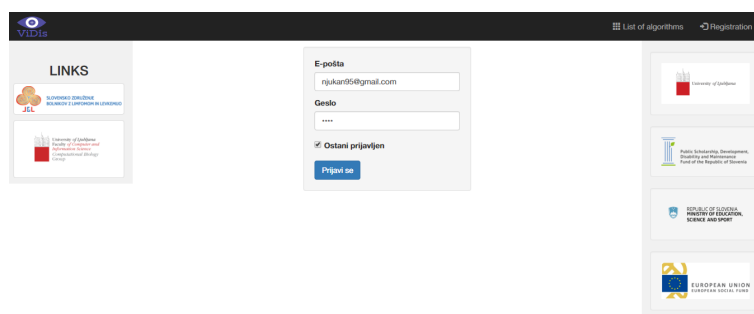 ViDis
List of algorithms
Registration
LINKS
SLOVENSKO ZDRUŽENJE
BOLNIKOV Z LIMFOMOM IN LEVKEMIJO
JGL
University of Ljubljana
Faculty of Computer and
Information Science
Computational Biology
Group
E-pošta
njukan95@gmail.com
Geslo
••••
Ostani prijavljen
Prijavi se
University of Ljubljana
Public Scholarship, Development,
Disability and Maintenance
Fund of the Republic of Slovenia
REPUBLIC OF SLOVENIA
MINISTRY OF EDUCATION,
SCIENCE AND SPORT
EUROPEAN UNION
EUROPEAN SOCIAL FUND